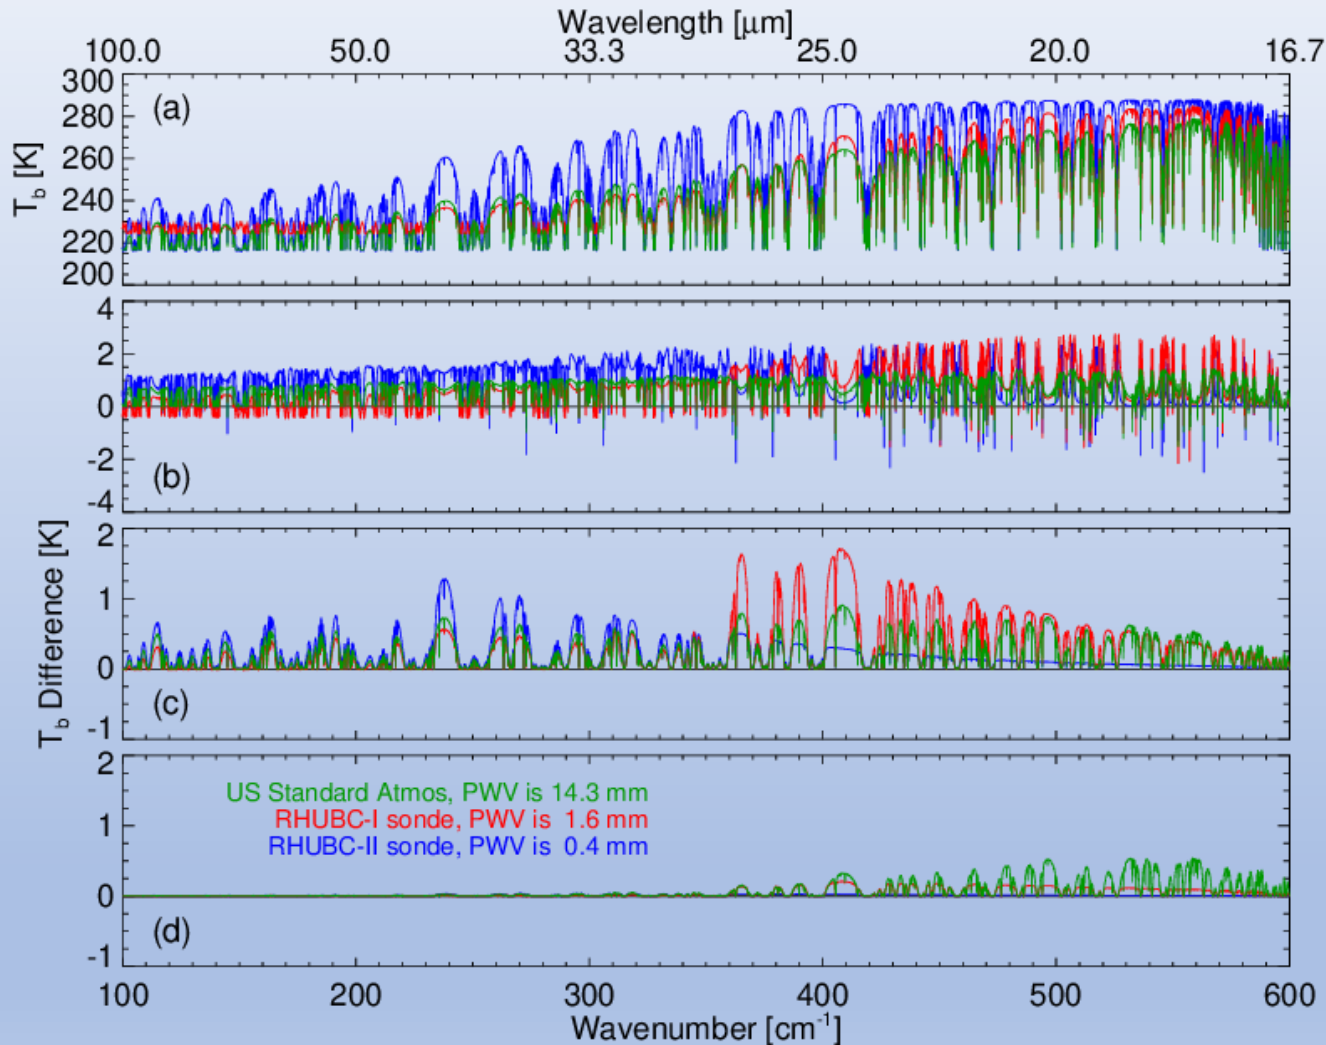 Wavelength [μm]
100.0 50.0 33.3 25.0 20.0 16.7
300
280
260
240
220
200
T_b [K]
(a)
4
2
0
-2
-4
(b)
2
1
0
-1
T_b Difference [K]
(c)
2
1
0
-1
US Standard Atmos, PWV is 14.3 mm
RHUBC-I sonde, PWV is 1.6 mm
RHUBC-II sonde, PWV is 0.4 mm
(d)
100 200 300 400 500 600
Wavenumber [cm⁻¹]